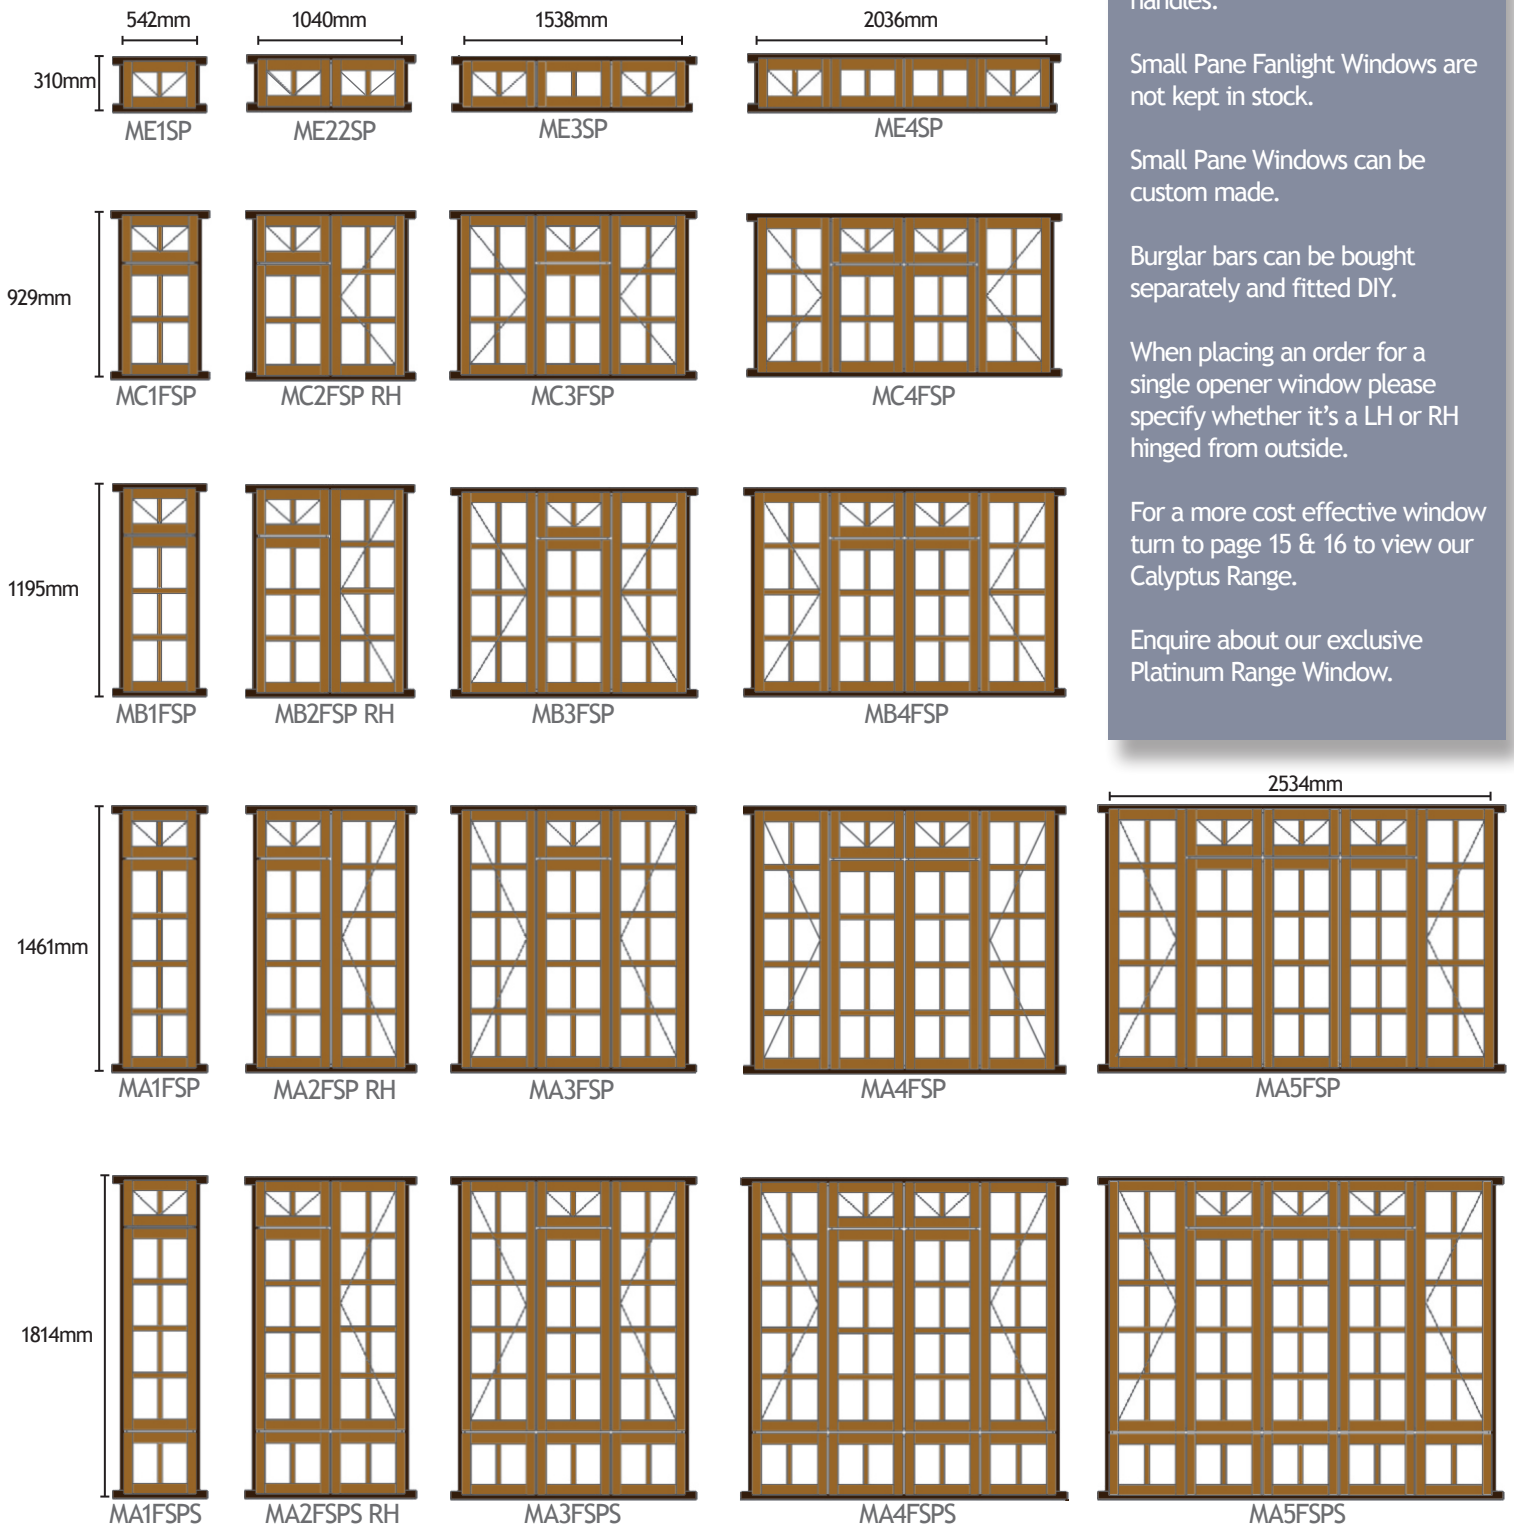 542mm
1040mm
1538mm
2036mm
310mm
ME1SP
ME22SP
ME3SP
ME4SP
929mm
MC1FSP
MC2FSP RH
MC3FSP
MC4FSP
1195mm
MB1FSP
MB2FSP RH
MB3FSP
MB4FSP
handles.
Small Pane Fanlight Windows are
not kept in stock.
Small Pane Windows can be
custom made.
Burglar bars can be bought
separately and fitted DIY.
When placing an order for a
single opener window please
specify whether it's a LH or RH
hinged from outside.
For a more cost effective window
turn to page 15 & 16 to view our
Calyptus Range.
Enquire about our exclusive
Platinum Range Window.
2534mm
1461mm
MA1FSP
MA2FSP RH
MA3FSP
MA4FSP
MA5FSP
1814mm
MA1FSPS
MA2FSPS RH
MA3FSPS
MA4FSPS
MA5FSPS